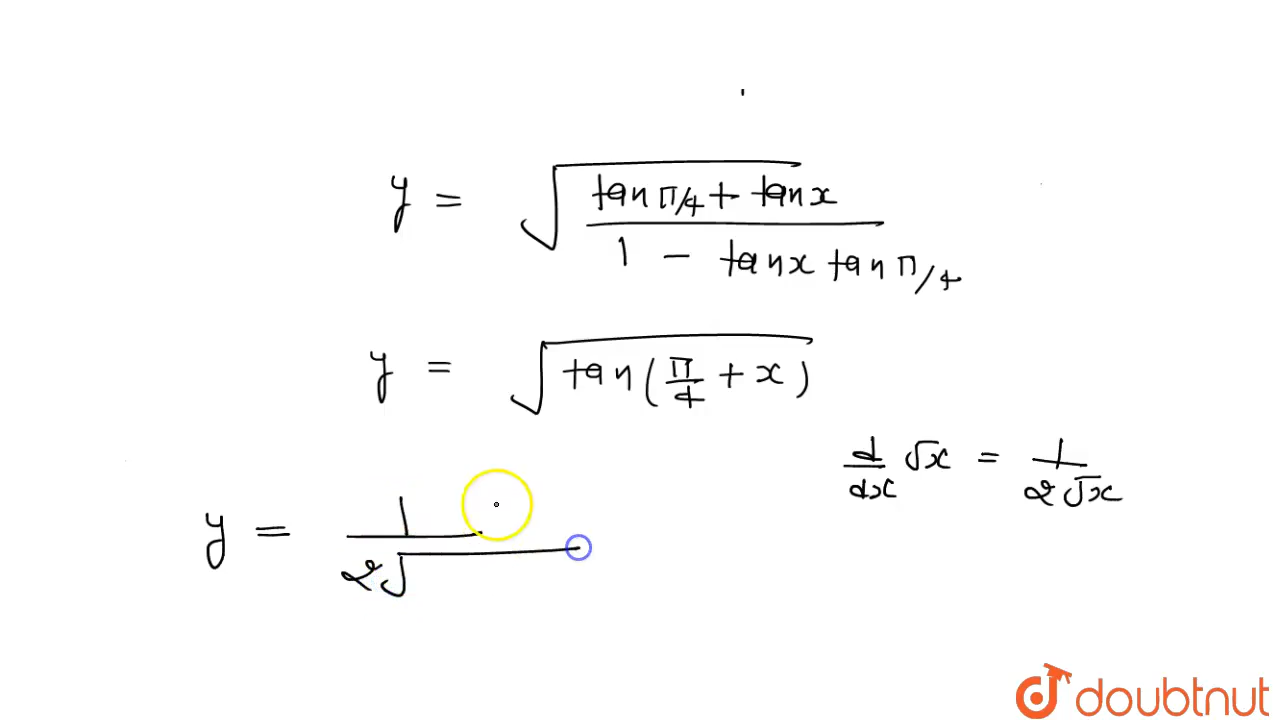 y = √((tan π/4 + tan x)/(1 - tan x tan π/4))
y = √(tan(π/4 + x))
d/dx √x = 1/(2√x)
y = 1/(2√
doubtnut